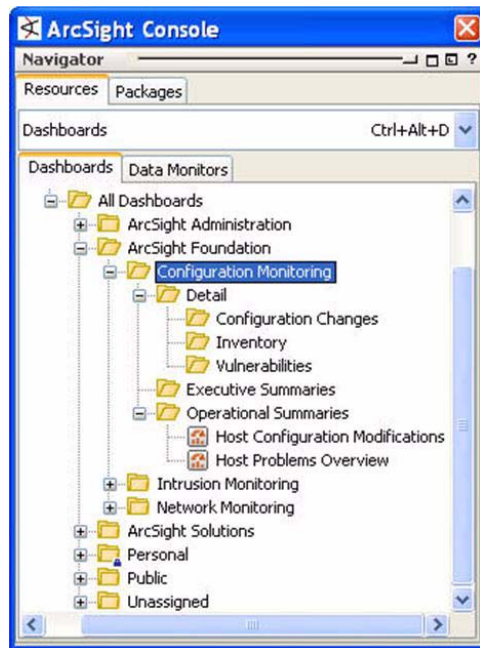 ArcSight Console
Navigator ?
Resources Packages
Dashboards Ctrl+Alt+D
Dashboards Data Monitors
All Dashboards
ArcSight Administration
ArcSight Foundation
Configuration Monitoring
Detail
Configuration Changes
Inventory
Vulnerabilities
Executive Summaries
Operational Summaries
Host Configuration Modifications
Host Problems Overview
Intrusion Monitoring
Network Monitoring
ArcSight Solutions
Personal
Public
Unassigned